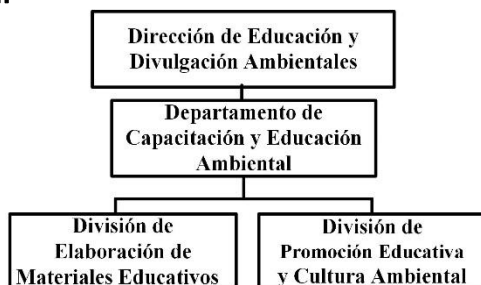 Dirección de Educación y
Divulgación Ambientales
Departamento de
Capacitación y Educación
Ambiental
División de
Elaboración de
Materiales Educativos
División de
Promoción Educativa
y Cultura Ambiental